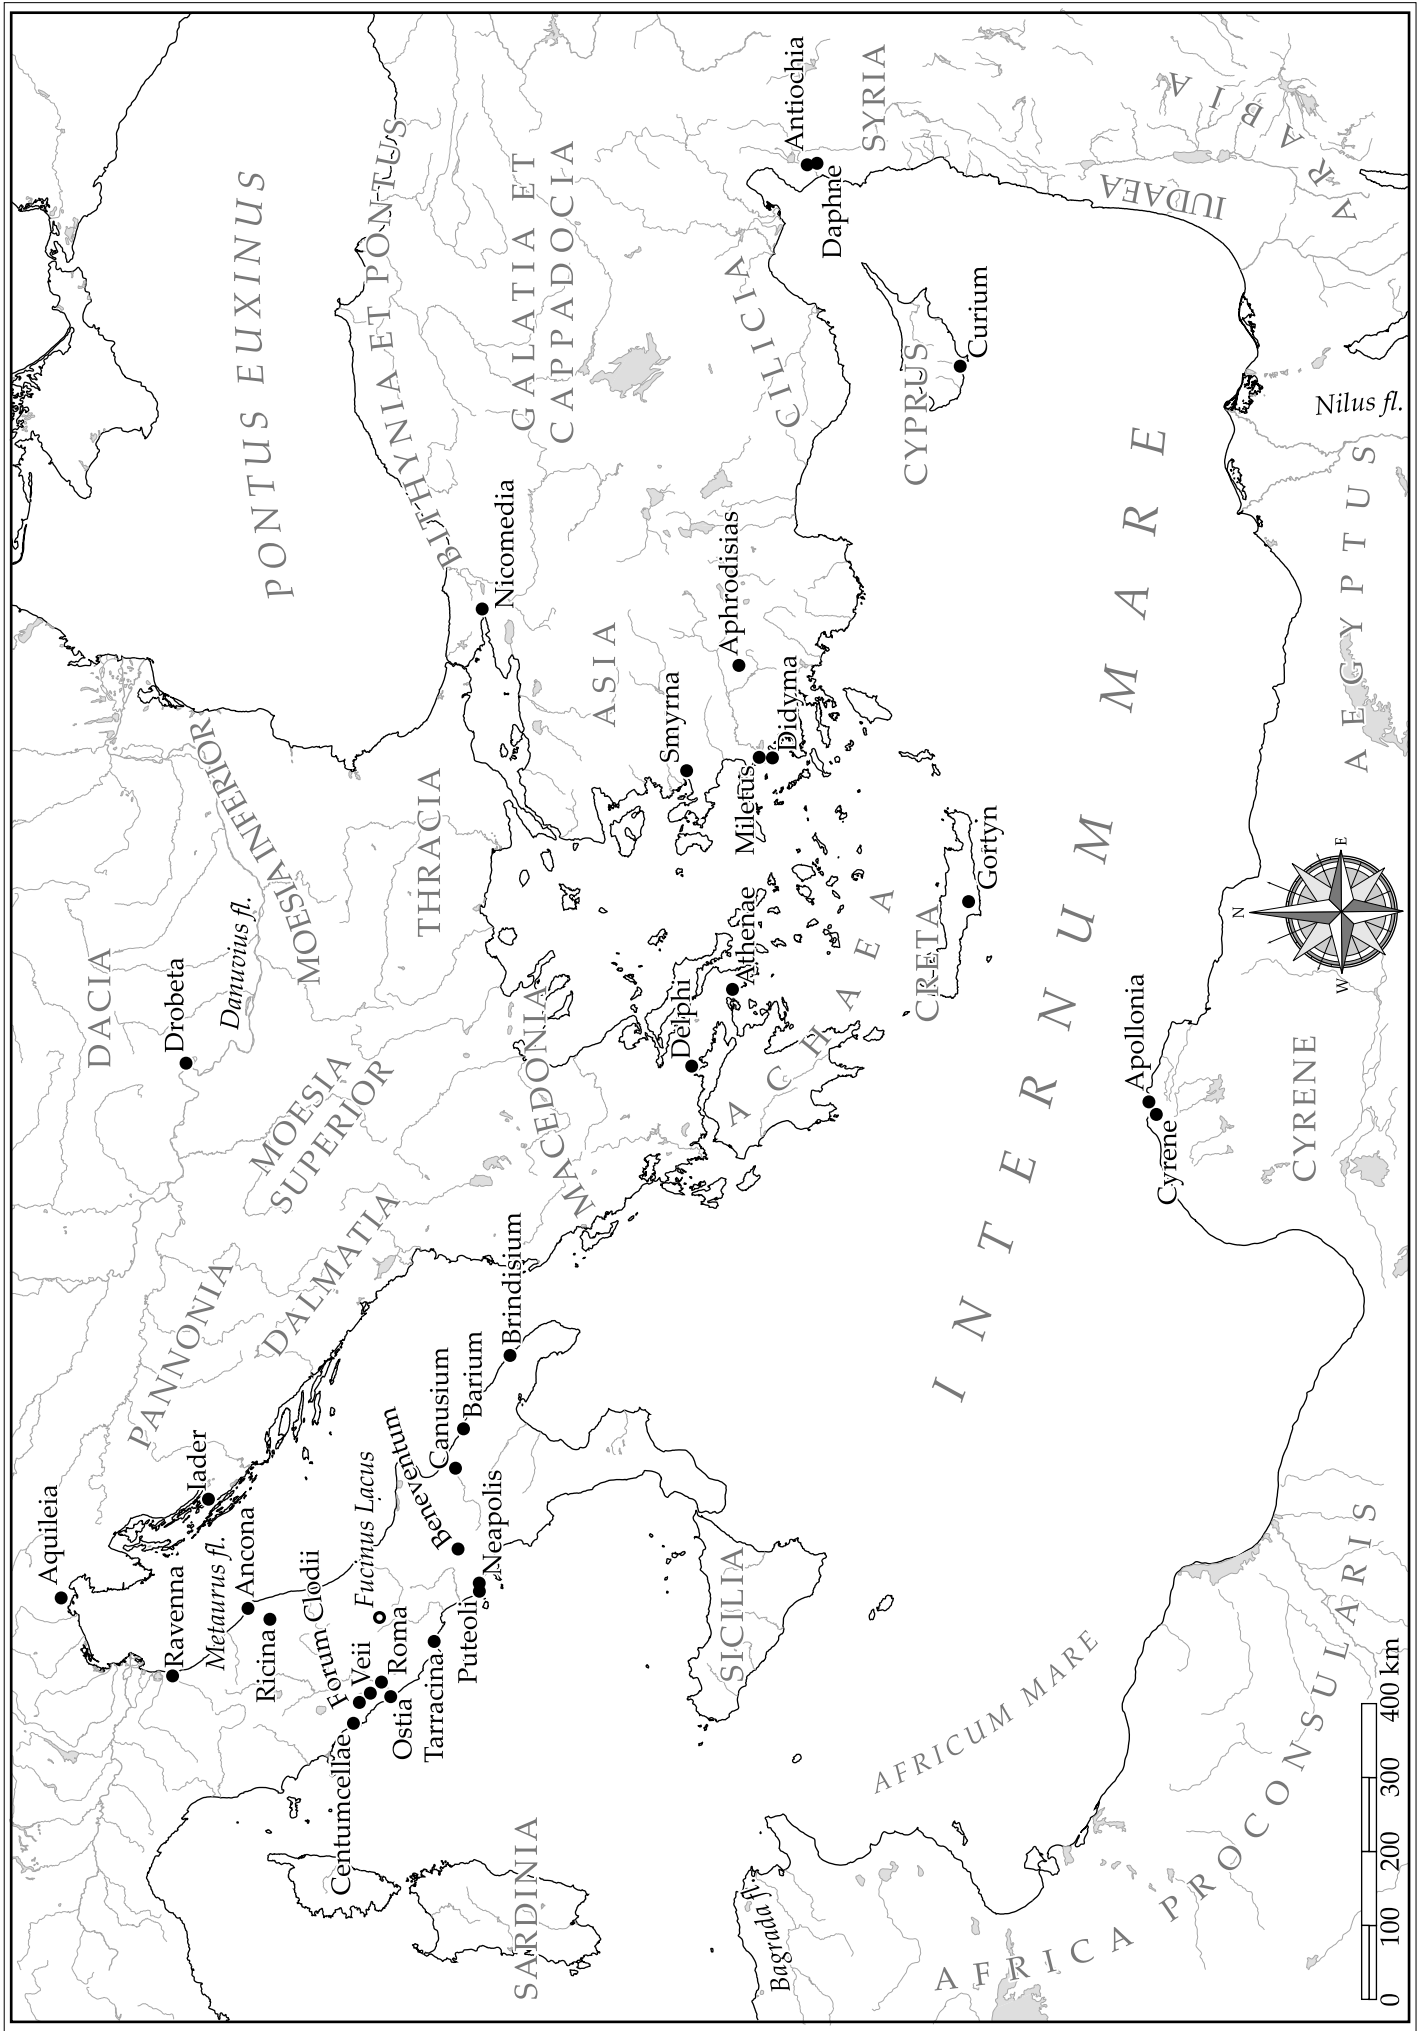 PONTUS EUXINUS
DACIA
Drobeta
Danuvius fl.
MOESIA INFERIOR
MOESIA
SUPERIOR
THRACIA
MACEDONIA
PANNONIA
DALMATIA
BITHYNIA ET PONTUS
GALATIA ET
CAPPADOCIA
Nicomedia
ASIA
CILICIA
Smyrna
Aphrodisias
Miletus
Didyma
Antiochia
Daphne
SYRIA
CYPRUS
Curium
IUDAEA
ARABIA
Aquileia
Iader
Ravenna
Metaurus fl.
Ancona
Ricina
Forum Clodii
Veii
Fucinus Lacus
Roma
Centumcellae
Ostia
Tarracina
Puteoli
Neapolis
Beneventum
Canusium
Barium
Brindisium
Delphi
Athenae
ACHAEA
CRETA
Gortyn
SARDINIA
SICILIA
INTERNUM MARE
AFRICUM MARE
Bagrada fl.
AFRICA PROCONSULARIS
Apollonia
Cyrene
CYRENE
AEGYPTUS
Nilus fl.
N
W
E
0 100 200 300 400 km